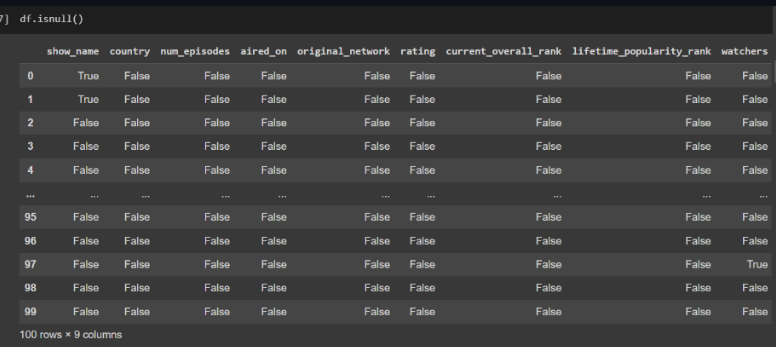 7] df.isnull()
show_name country num_episodes aired_on original_network rating current_overall_rank lifetime_popularity_rank watchers
0 True False False False False False False False False
1 True False False False False False False False False
2 False False False False False False False False False
3 False False False False False False False False False
4 False False False False False False False False False
... ... ... ... ... ... ... ... ... ...
95 False False False False False False False False False
96 False False False False False False False False False
97 False False False False False False False False True
98 False False False False False False False False False
99 False False False False False False False False False
100 rows × 9 columns